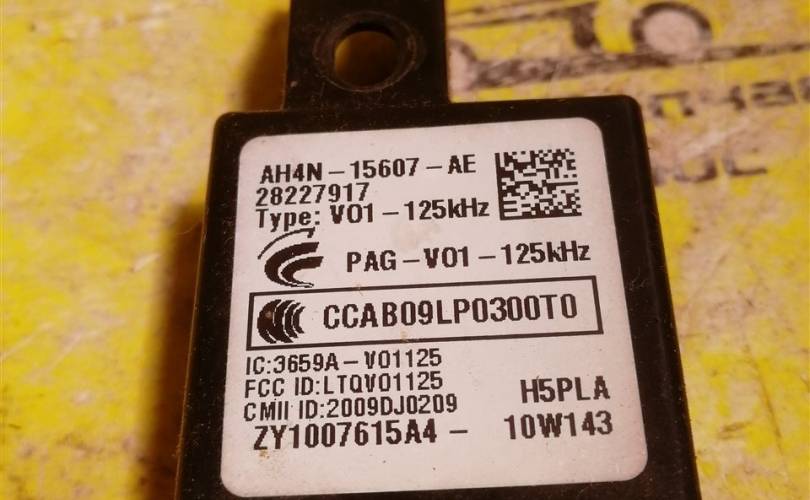 AH4N-15607-AE
28227917
Type: V01-125kHz
PAG-V01-125kHz
CCAB09LP0300T0
IC:3659A-V01125
FCC ID:LTQV01125
CMII ID:2009DJ0209
H5PLA
ZY1007615A4 - 10W143